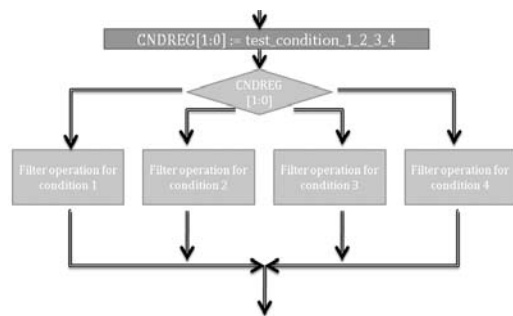 CNDREG[1:0] := test_condition_1_2_3_4
CNDREG
[1:0]
Filter operation for
condition 1
Filter operation for
condition 2
Filter operation for
condition 3
Filter operation for
condition 4